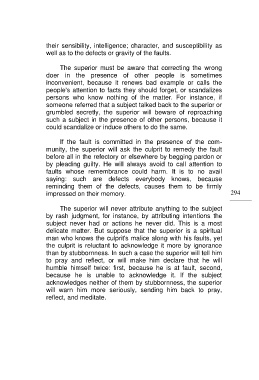 their sensibility, intelligence; character, and susceptibility as
well as to the defects or gravity of the faults.
The superior must be aware that correcting the wrong
doer in the presence of other people is sometimes
inconvenient, because it renews bad example or calls the
people's attention to facts they should forget, or scandalizes
persons who know nothing of the matter. For instance, if
someone referred that a subject talked back to the superior or
grumbled secretly, the superior will beware of reproaching
such a subject in the presence of other persons, because it
could scandalize or induce others to do the same.
If the fault is committed in the presence of the com-
munity, the superior will ask the culprit to remedy the fault
before all in the refectory or elsewhere by begging pardon or
by pleading guilty. He will always avoid to call attention to
faults whose remembrance could harm. It is to no avail
saying: such are defects everybody knows, because
reminding them of the defects, causes them to be firmly
impressed on their memory.
294
The superior will never attribute anything to the subject
by rash judgment, for instance, by attributing intentions the
subject never had or actions he never did. This is a most
delicate matter. But suppose that the superior is a spiritual
man who knows the culprit's malice along with his faults, yet
the culprit is reluctant to acknowledge it more by ignorance
than by stubbornness. In such a case the superior will tell him
to pray and reflect, or will make him declare that he will
humble himself twice: first, because he is at fault, second,
because he is unable to acknowledge it. If the subject
acknowledges neither of them by stubbornness, the superior
will warn him more seriously, sending him back to pray,
reflect, and meditate.